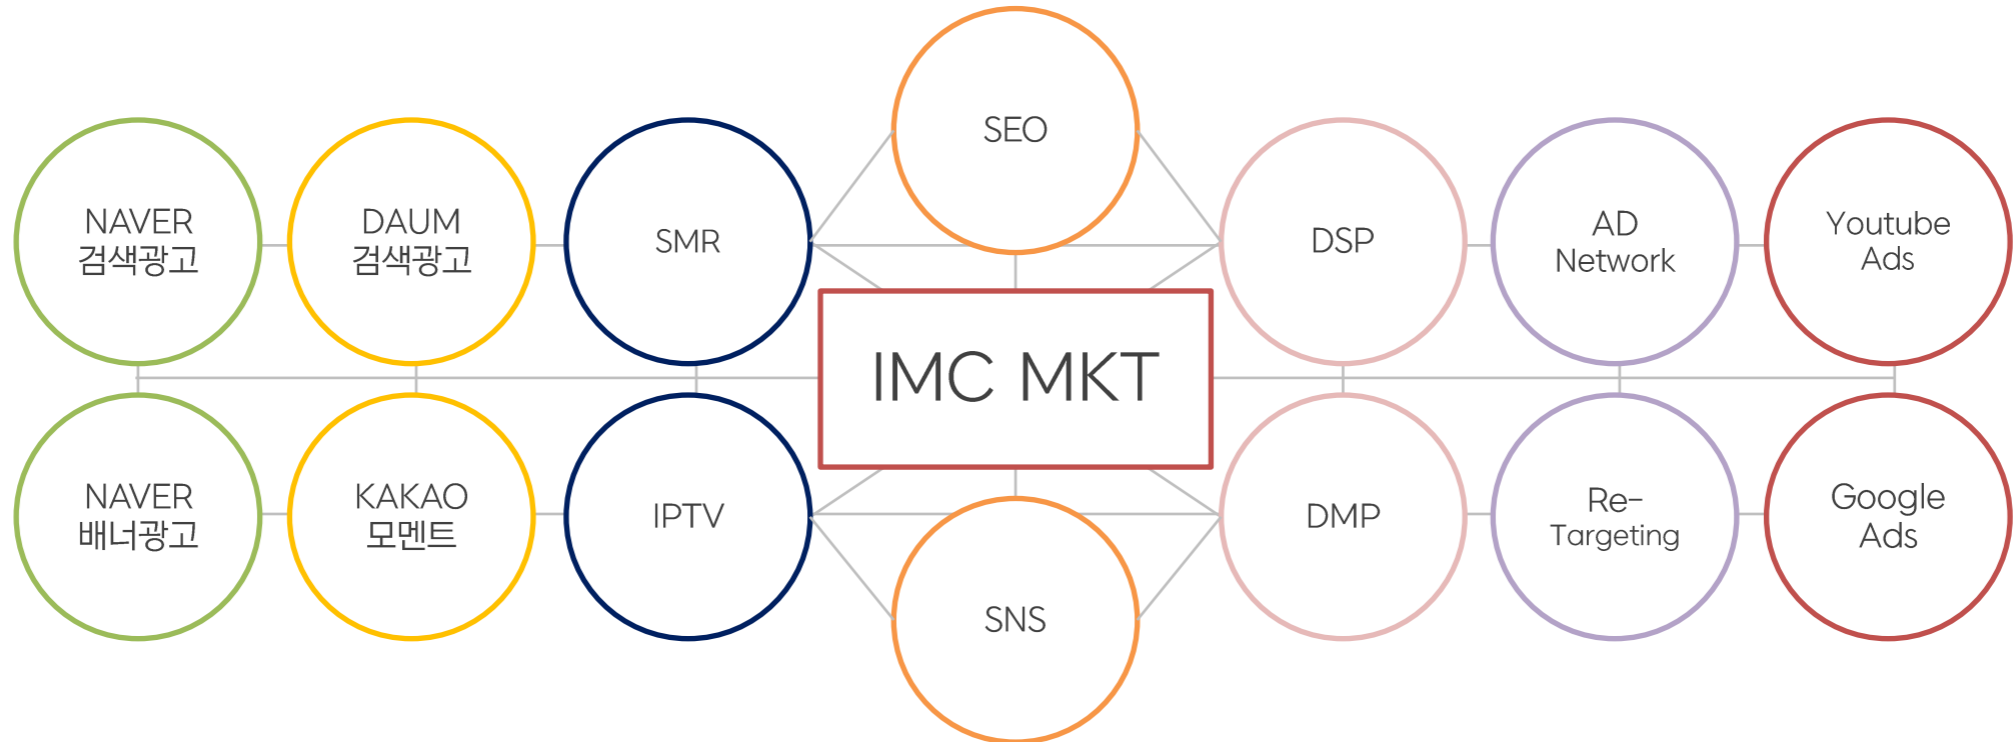 SEO
NAVER
검색광고
DAUM
검색광고
SMR
DSP
AD
Network
Youtube
Ads
IMC MKT
NAVER
배너광고
KAKAO
모멘트
IPTV
DMP
Re-
Targeting
Google
Ads
SNS